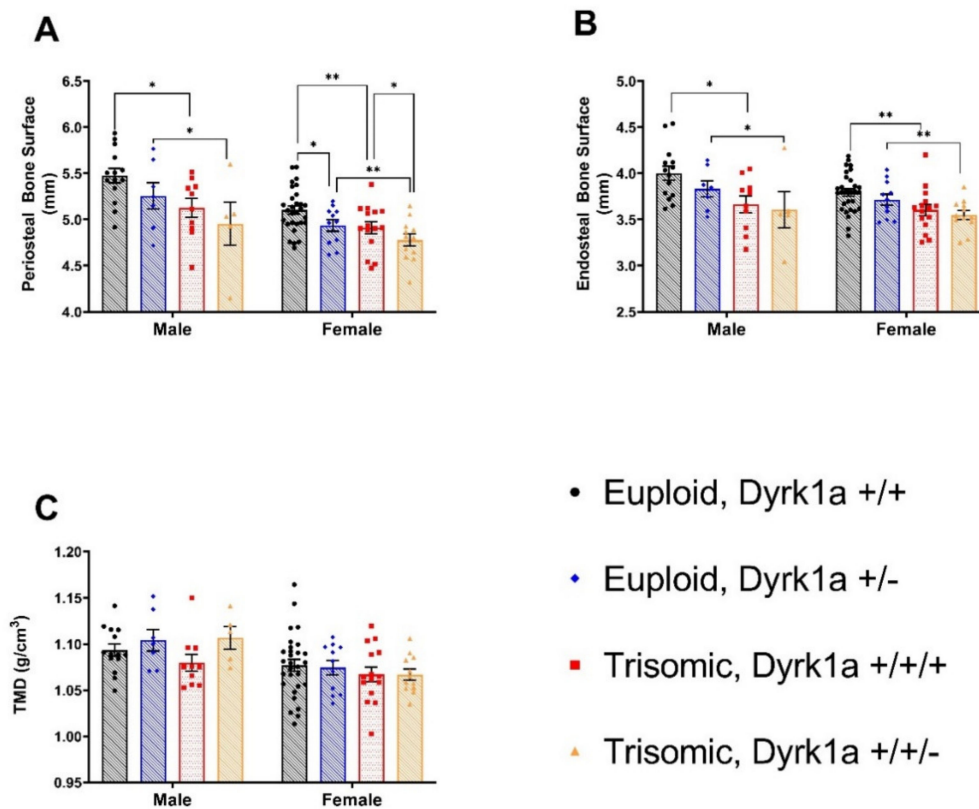 A
Periosteal Bone Surface
(mm)
6.5
6.0
5.5
5.0
4.5
4.0
*
*
**
*
*
**
Male
Female
B
Endosteal Bone Surface
(mm)
5.0
4.5
4.0
3.5
3.0
2.5
*
*
**
**
Male
Female
C
TMD (g/cm³)
1.20
1.15
1.10
1.05
1.00
0.95
Male
Female
Euploid, Dyrk1a +/+
Euploid, Dyrk1a +/-
Trisomic, Dyrk1a +/+/+
Trisomic, Dyrk1a +/+/-